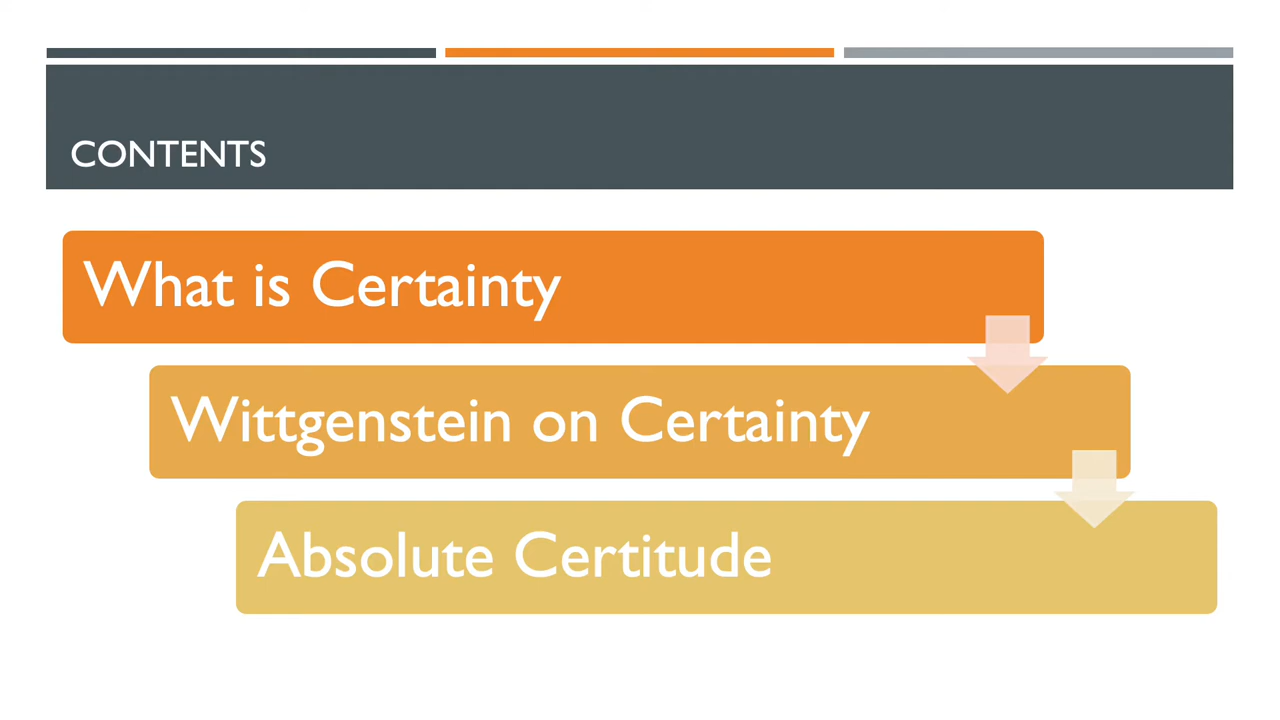 CONTENTS
What is Certainty
Wittgenstein on Certainty
Absolute Certitude